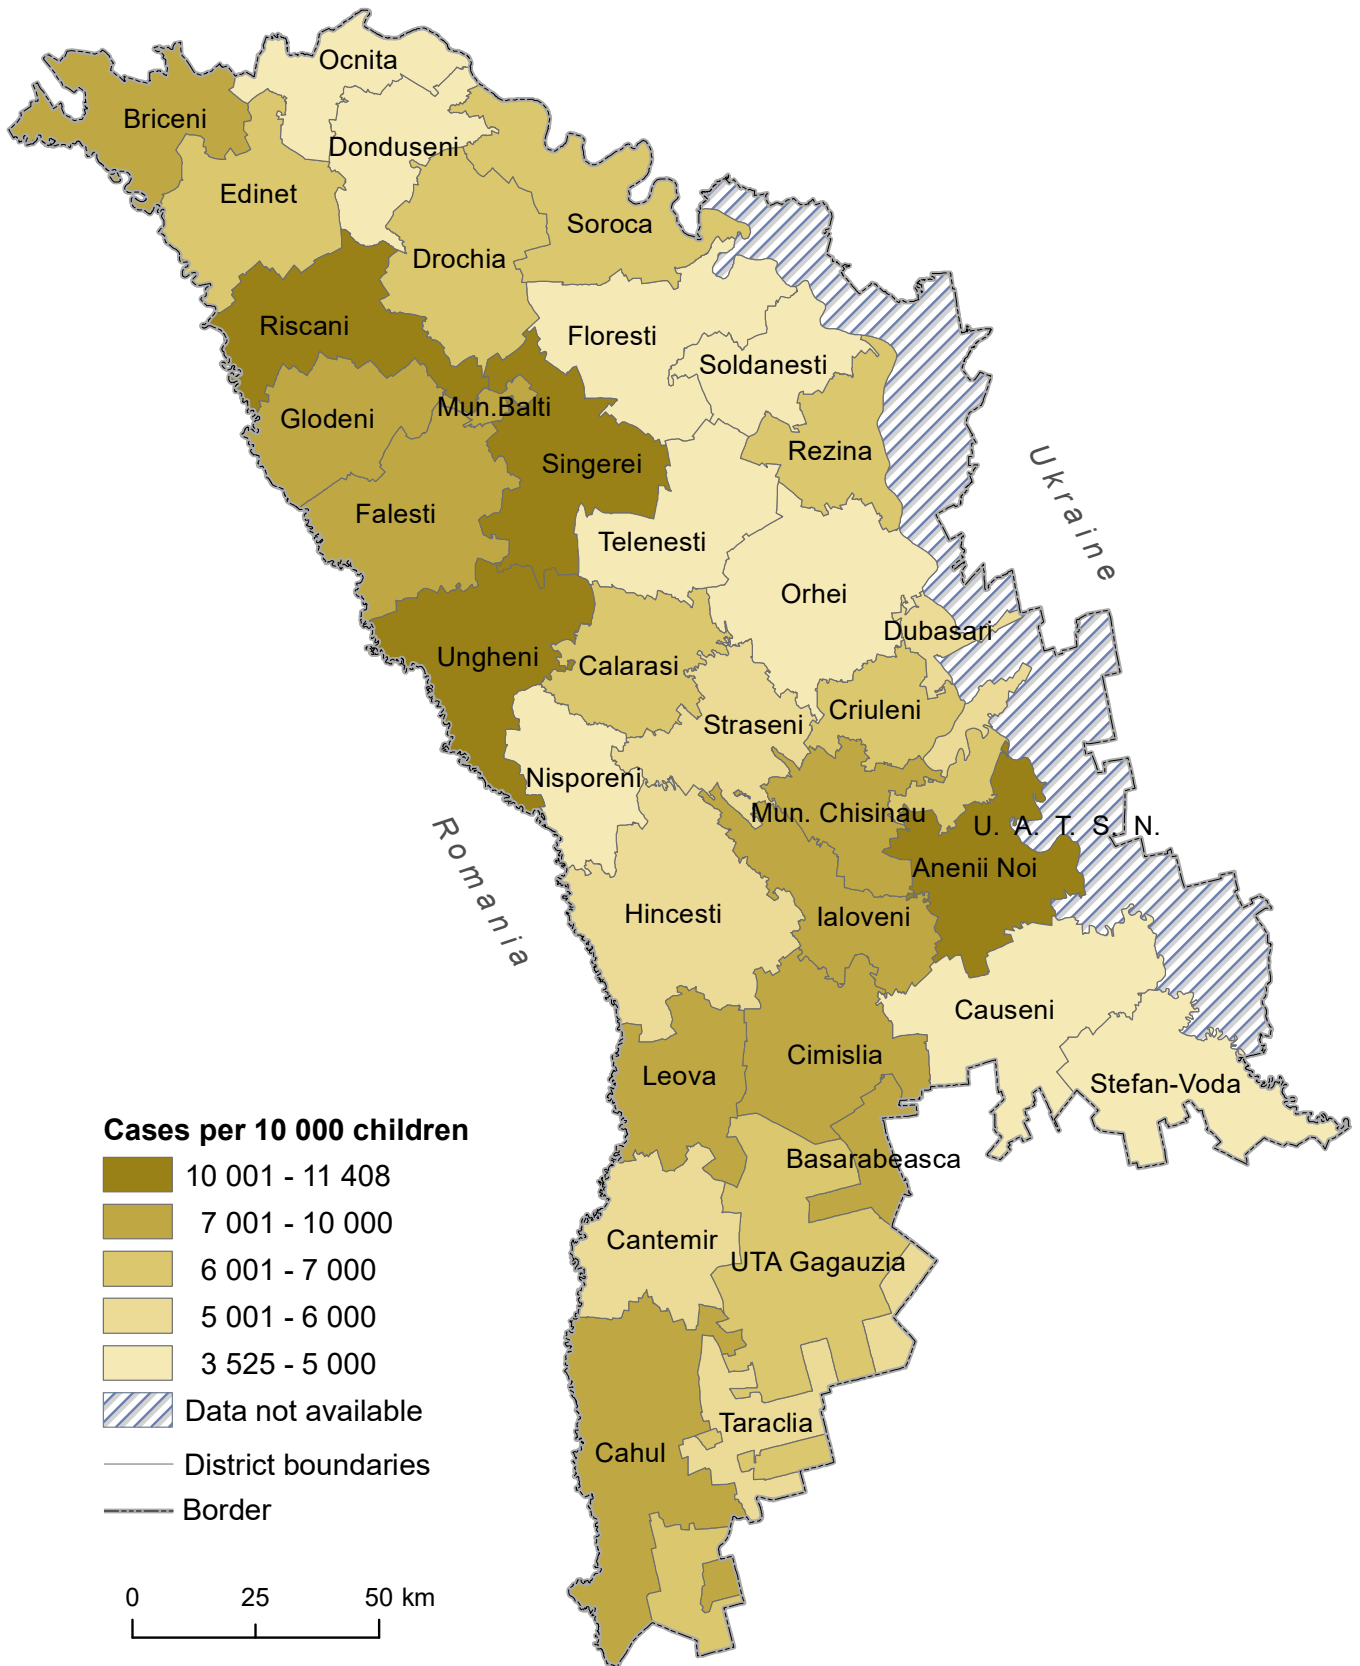 Ocnita
Briceni
Donduseni
Edinet
Soroca
Drochia
Riscani
Floresti
Soldanesti
Glodeni
Mun.Balti
Rezina
Singerei
Falesti
Ukraine
Telenesti
Orhei
Dubasari
Ungheni
Calarasi
Criuleni
Straseni
Nisporeni
Mun. Chisinau
U. A. T. S. N.
Romania
Anenii Noi
Hincesti
Ialoveni
Causeni
Cimislia
Leova
Stefan-Voda
Basarabeasca
Cantemir
UTA Gagauzia
Taraclia
Cahul
Cases per 10 000 children
10 001 - 11 408
7 001 - 10 000
6 001 - 7 000
5 001 - 6 000
3 525 - 5 000
Data not available
District boundaries
Border
0 25 50 km